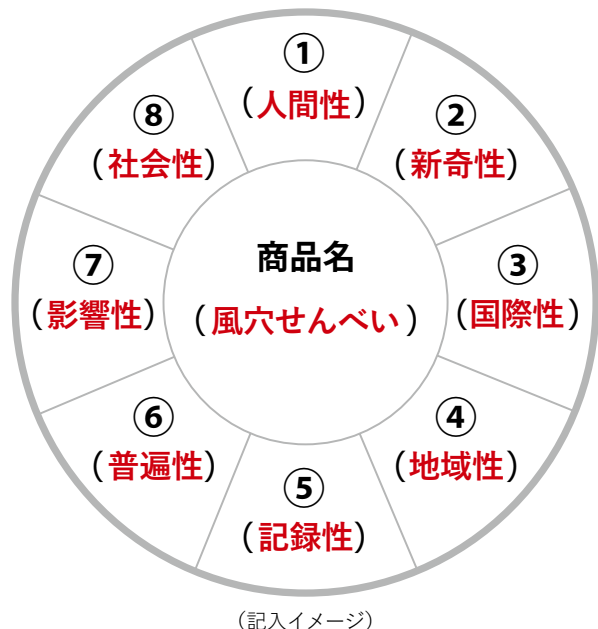 ①
（人間性）
②
（新奇性）
③
（国際性）
④
（地域性）
⑤
（記録性）
⑥
（普遍性）
⑦
（影響性）
⑧
（社会性）
商品名
（風穴せんべい）
（記入イメージ）